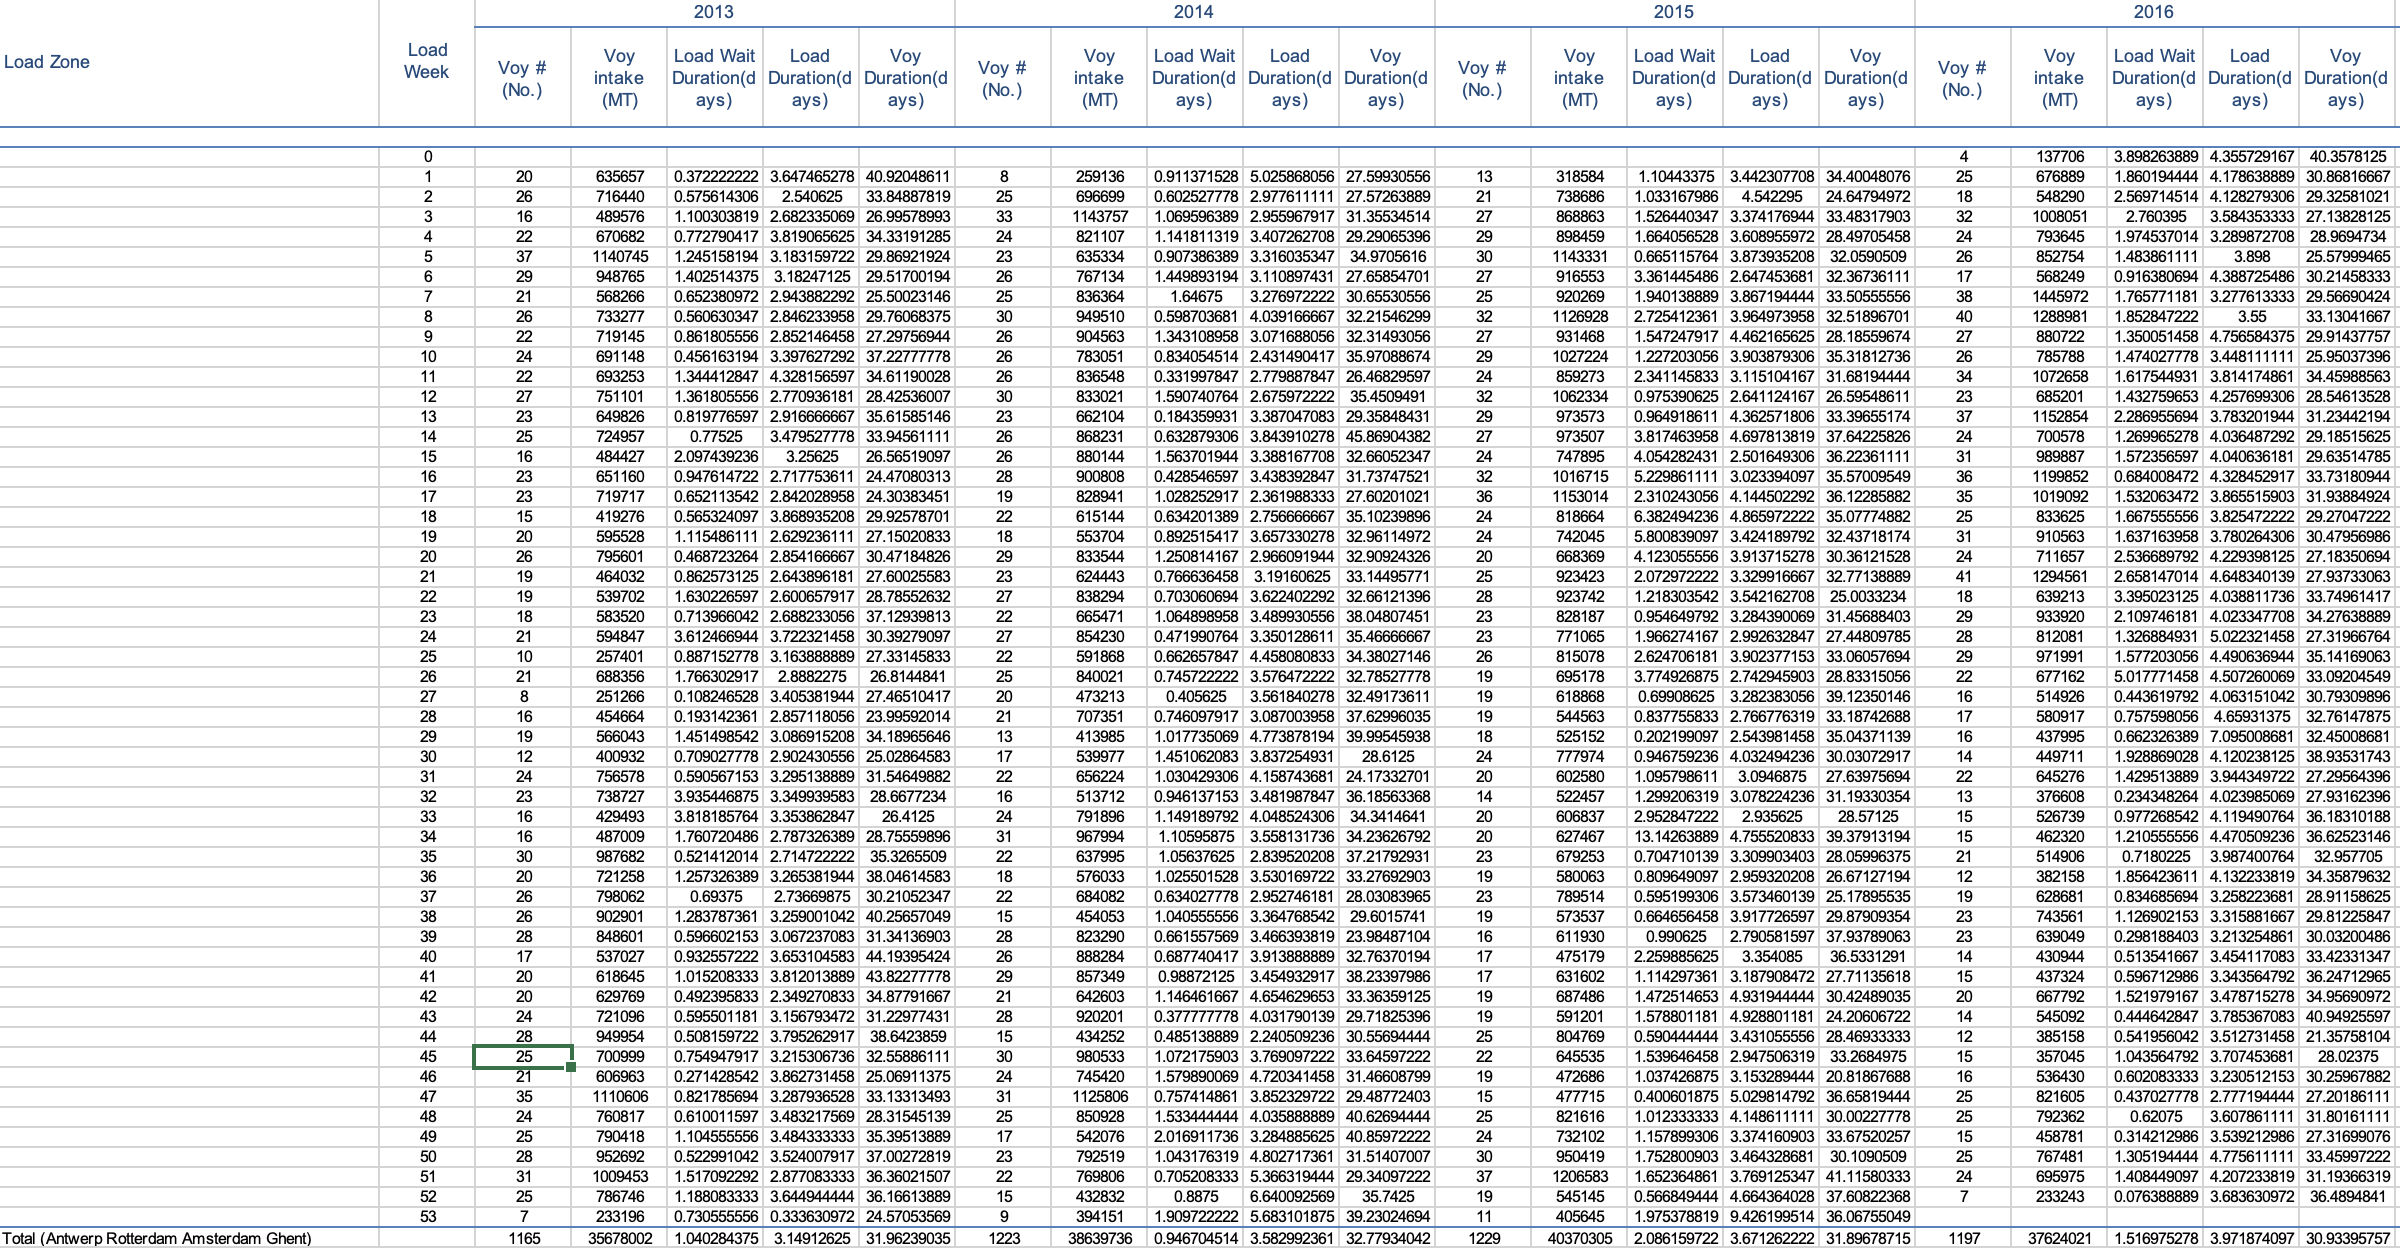 2013 2014 2015 2016
Load Zone Load Week Voy # (No.) Voy intake (MT) Load Wait Duration(days) Load Duration(days) Voy Duration(days) Voy # (No.) Voy intake (MT) Load Wait Duration(days) Load Duration(days) Voy Duration(days) Voy # (No.) Voy intake (MT) Load Wait Duration(days) Load Duration(days) Voy Duration(days) Voy # (No.) Voy intake (MT) Load Wait Duration(days) Load Duration(days) Voy Duration(days)
0 4 137706 3.898263889 4.355729167 40.3578125
1 20 635657 0.372222222 3.647465278 40.92048611 8 259136 0.911371528 5.025868056 27.59930556 13 318584 1.10443375 3.442307708 34.40048076 25 676889 1.860194444 4.178638889 30.86816667
2 26 716440 0.575614306 2.540625 33.84887819 25 696699 0.602527778 2.977611111 27.57263889 21 738686 1.033167986 4.542295 24.64794972 18 548290 2.569714514 4.128279306 29.32581021
3 16 489576 1.100303819 2.682335069 26.99578993 33 1143757 1.069596389 2.955967917 31.35534514 27 868863 1.526440347 3.374176944 33.48317903 32 1008051 2.760395 3.584353333 27.13828125
4 22 670682 0.772790417 3.819065625 34.33191285 24 821107 1.141811319 3.407262708 29.29065396 29 898459 1.664056528 3.608955972 28.49705458 24 793645 1.974537014 3.289872708 28.9694734
5 37 1140745 1.245158194 3.183159722 29.86921924 23 635334 0.907386389 3.316035347 34.9705616 30 1143331 0.665115764 3.873935208 32.0590509 26 852754 1.483861111 3.898 25.57999465
6 29 948765 1.402514375 3.18247125 29.51700194 26 767134 1.449893194 3.110897431 27.65854701 27 916553 3.361445486 2.647453681 32.36736111 17 568249 0.916380694 4.388725486 30.21458333
7 21 568266 0.652380972 2.943882292 25.50023146 25 836364 1.64675 3.276972222 30.65530556 25 920269 1.940138889 3.867194444 33.50555556 38 1445972 1.765771181 3.277613333 29.56690424
8 26 733277 0.560630347 2.846233958 29.76068375 30 949510 0.598703681 4.039166667 32.21546299 32 1126928 2.725412361 3.964973958 32.51896701 40 1288981 1.852847222 3.55 33.13041667
9 22 719145 0.861805556 2.852146458 27.29756944 26 904563 1.343108958 3.071688056 32.31493056 27 931468 1.547247917 4.462165625 28.18559674 27 880722 1.350051458 4.756584375 29.91437757
10 24 691148 0.456163194 3.397627292 37.22777778 26 783051 0.834054514 2.431490417 35.97088674 29 1027224 1.227203056 3.903879306 35.31812736 26 785788 1.474027778 3.448111111 25.95037396
11 22 693253 1.344412847 4.328156597 34.61190028 26 836548 0.331997847 2.779887847 26.46829597 24 859273 2.341145833 3.115104167 31.68194444 34 1072658 1.617544931 3.814174861 34.45988563
12 27 751101 1.361805556 2.770936181 28.42536007 30 833021 1.590740764 2.675972222 35.4509491 32 1062334 0.975390625 2.641124167 26.59548611 23 685201 1.432759653 4.257699306 28.54613528
13 23 649826 0.819776597 2.916666667 35.61585146 23 662104 0.184359931 3.387047083 29.35848431 29 973573 0.964918611 4.362571806 33.39655174 37 1152854 2.286955694 3.783201944 31.23442194
14 25 724957 0.77525 3.479527778 33.94561111 26 868231 0.632879306 3.843910278 45.86904382 27 973507 3.817463958 4.697813819 37.64225826 24 700578 1.269965278 4.036487292 29.18515625
15 16 484427 2.097439236 3.25625 26.56519097 26 880144 1.563701944 3.388167708 32.66052347 24 747895 4.054282431 2.501649306 36.22361111 31 989887 1.572356597 4.040636181 29.63514785
16 23 651160 0.947614722 2.717753611 24.47080313 28 900808 0.428546597 3.438392847 31.73747521 32 1016715 5.229861111 3.023394097 35.57009549 36 1199852 0.684008472 4.328452917 33.73180944
17 23 719717 0.652113542 2.842028958 24.30383451 19 828941 1.028252917 2.361988333 27.60201021 36 1153014 2.310243056 4.144502292 36.12285882 35 1019092 1.532063472 3.865515903 31.93884924
18 15 419276 0.565324097 3.868935208 29.92578701 22 615144 0.634201389 2.756666667 35.10239896 24 818664 6.382494236 4.865972222 35.07774882 25 833625 1.667555556 3.825472222 29.27047222
19 20 595528 1.115486111 2.629236111 27.15020833 18 553704 0.892515417 3.657330278 32.96114972 24 742045 5.800839097 3.424189792 32.43718174 31 910563 1.637163958 3.780264306 30.47956986
20 26 795601 0.468723264 2.854166667 30.47184826 29 833544 1.250814167 2.966091944 32.90924326 20 668369 4.123055556 3.913715278 30.36121528 24 711657 2.536689792 4.229398125 27.18350694
21 19 464032 0.862573125 2.643896181 27.60025583 23 624443 0.766636458 3.19160625 33.14495771 25 923423 2.072972222 3.329916667 32.77138889 41 1294561 2.658147014 4.648340139 27.93733063
22 19 539702 1.630226597 2.600657917 28.78552632 27 838294 0.703060694 3.622402292 32.66121396 28 923742 1.218303542 3.542162708 25.0033234 18 639213 3.395023125 4.038811736 33.74961417
23 18 583520 0.713966042 2.688233056 37.12939813 22 665471 1.064898958 3.489930556 38.04807451 23 828187 0.954649792 3.284390069 31.45688403 29 933920 2.109746181 4.023347708 34.27638889
24 21 594847 3.612466944 3.722321458 30.39279097 27 854230 0.471990764 3.350128611 35.46666667 23 771065 1.966274167 2.992632847 27.44809785 28 812081 1.326884931 5.022321458 27.31966764
25 10 257401 0.887152778 3.163888889 27.33145833 22 591868 0.662657847 4.458080833 34.38027146 26 815078 2.624706181 3.902377153 33.06057694 29 971991 1.577203056 4.490636944 35.14169063
26 21 688356 1.766302917 2.8882275 26.8144841 25 840021 0.745722222 3.576472222 32.78527778 19 695178 3.774926875 2.742945903 28.83315056 22 677162 5.017771458 4.507260069 33.09204549
27 8 251266 0.108246528 3.405381944 27.46510417 20 473213 0.405625 3.561840278 32.49173611 19 618868 0.69908625 3.282383056 39.12350146 16 514926 0.443619792 4.063151042 30.79309896
28 16 454664 0.193142361 2.857118056 23.99592014 21 707351 0.746097917 3.087003958 37.62996035 19 544563 0.837755833 2.766776319 33.18742688 17 580917 0.757598056 4.65931375 32.76147875
29 19 566043 1.451498542 3.086915208 34.18965646 13 413985 1.017735069 4.773878194 39.99545938 18 525152 0.202199097 2.543981458 35.04371139 16 437995 0.662326389 7.095008681 32.45008681
30 12 400932 0.709027778 2.902430556 25.02864583 17 539977 1.451062083 3.837254931 28.6125 24 777974 0.946759236 4.032494236 30.03072917 14 449711 1.928869028 4.120238125 38.93531743
31 24 756578 0.590567153 3.295138889 31.54649882 22 656224 1.030429306 4.158743681 24.17332701 20 602580 1.095798611 3.0946875 27.63975694 22 645276 1.429513889 3.944349722 27.29564396
32 23 738727 3.935446875 3.349939583 28.6677234 16 513712 0.946137153 3.481987847 36.18563368 14 522457 1.299206319 3.078224236 31.19330354 13 376608 0.234348264 4.023985069 27.93162396
33 16 429493 3.818185764 3.353862847 26.4125 24 791896 1.149189792 4.048524306 34.3414641 20 606837 2.952847222 2.935625 28.57125 15 526739 0.977268542 4.119490764 36.18310188
34 16 487009 1.760720486 2.787326389 28.75559896 31 967994 1.10595875 3.558131736 34.23626792 20 627467 13.14263889 4.755520833 39.37913194 15 462320 1.210555556 4.470509236 36.62523146
35 30 987682 0.521412014 2.714722222 35.3265509 22 637995 1.05637625 2.839520208 37.21792931 23 679253 0.704710139 3.309903403 28.05996375 21 514906 0.7180225 3.987400764 32.957705
36 20 721258 1.257326389 3.265381944 38.04614583 18 576033 1.025501528 3.530169722 33.27692903 19 580063 0.809649097 2.959320208 26.67127194 12 382158 1.856423611 4.132233819 34.35879632
37 26 798062 0.69375 2.73669875 30.21052347 22 684082 0.634027778 2.952746181 28.03083965 23 789514 0.595199306 3.573460139 25.17895535 19 628681 0.834685694 3.258223681 28.91158625
38 26 902901 1.283787361 3.259001042 40.25657049 15 454053 1.040555556 3.364768542 29.6015741 19 573537 0.664656458 3.917726597 29.87909354 23 743561 1.126902153 3.315881667 29.81225847
39 28 848601 0.596602153 3.067237083 31.34136903 28 823290 0.661557569 3.466393819 23.98487104 16 611930 0.990625 2.790581597 37.93789063 23 639049 0.298188403 3.213254861 30.03200486
40 17 537027 0.932557222 3.653104583 44.19395424 26 888284 0.687740417 3.913888889 32.76370194 17 475179 2.259885625 3.354085 36.5331291 14 430944 0.513541667 3.454117083 33.42331347
41 20 618645 1.015208333 3.812013889 43.82277778 29 857349 0.98872125 3.454932917 38.23397986 17 631602 1.114297361 3.187908472 27.71135618 15 437324 0.596712986 3.343564792 36.24712965
42 20 629769 0.492395833 2.349270833 34.87791667 21 642603 1.146461667 4.654629653 33.36359125 19 687486 1.472514653 4.931944444 30.42489035 20 667792 1.521979167 3.478715278 34.95690972
43 24 721096 0.595501181 3.156793472 31.22977431 28 920201 0.377777778 4.031790139 29.71825396 19 591201 1.578801181 4.928801181 24.20606722 14 545092 0.444642847 3.785367083 40.94925597
44 28 949954 0.508159722 3.795262917 38.6423859 15 434252 0.485138889 2.240509236 30.55694444 25 804769 0.590444444 3.431055556 28.46933333 12 385158 0.541956042 3.512731458 21.35758104
45 25 700999 0.754947917 3.215306736 32.55886111 30 980533 1.072175903 3.769097222 33.64597222 22 645535 1.539646458 2.947506319 33.2684975 15 357045 1.043564792 3.707453681 28.02375
46 21 606963 0.271428542 3.862731458 25.06911375 24 745420 1.579890069 4.720341458 31.46608799 19 472686 1.037426875 3.153289444 20.81867688 16 536430 0.602083333 3.230512153 30.25967882
47 35 1110606 0.821785694 3.287936528 33.13313493 31 1125806 0.757414861 3.852329722 29.48772403 15 477715 0.400601875 5.029814792 36.65819444 25 821605 0.437027778 2.777194444 27.20186111
48 24 760817 0.610011597 3.483217569 28.31545139 25 850928 1.533444444 4.035888889 40.62694444 25 821616 1.012333333 4.148611111 30.00227778 25 792362 0.62075 3.607861111 31.80161111
49 25 790418 1.104555556 3.484333333 35.39513889 17 542076 2.016911736 3.284885625 40.85972222 24 732102 1.157899306 3.374160903 33.67520257 15 458781 0.314212986 3.539212986 27.31699076
50 28 952692 0.522991042 3.524007917 37.00272819 23 792519 1.043176319 4.802717361 31.51407007 30 950419 1.752800903 3.464328681 30.1090509 25 767481 1.305194444 4.775611111 33.45997222
51 31 1009453 1.517092292 2.877083333 36.36021507 22 769806 0.705208333 5.366319444 29.34097222 37 1206583 1.652364861 3.769125347 41.11580333 24 695975 1.408449097 4.207233819 31.19366319
52 25 786746 1.188083333 3.644944444 36.16613889 15 432832 0.8875 6.640092569 35.7425 19 545145 0.566849444 4.664364028 37.60822368 7 233243 0.076388889 3.683630972 36.4894841
53 7 233196 0.730555556 0.333630972 24.57053569 9 394151 1.909722222 5.683101875 39.23024694 11 405645 1.975378819 9.426199514 36.06755049
Total (Antwerp Rotterdam Amsterdam Ghent) 1165 35678002 1.040284375 3.14912625 31.96239035 1223 38639736 0.946704514 3.582992361 32.77934042 1229 40370305 2.086159722 3.671262222 31.89678715 1197 37624021 1.516975278 3.971874097 30.93395757